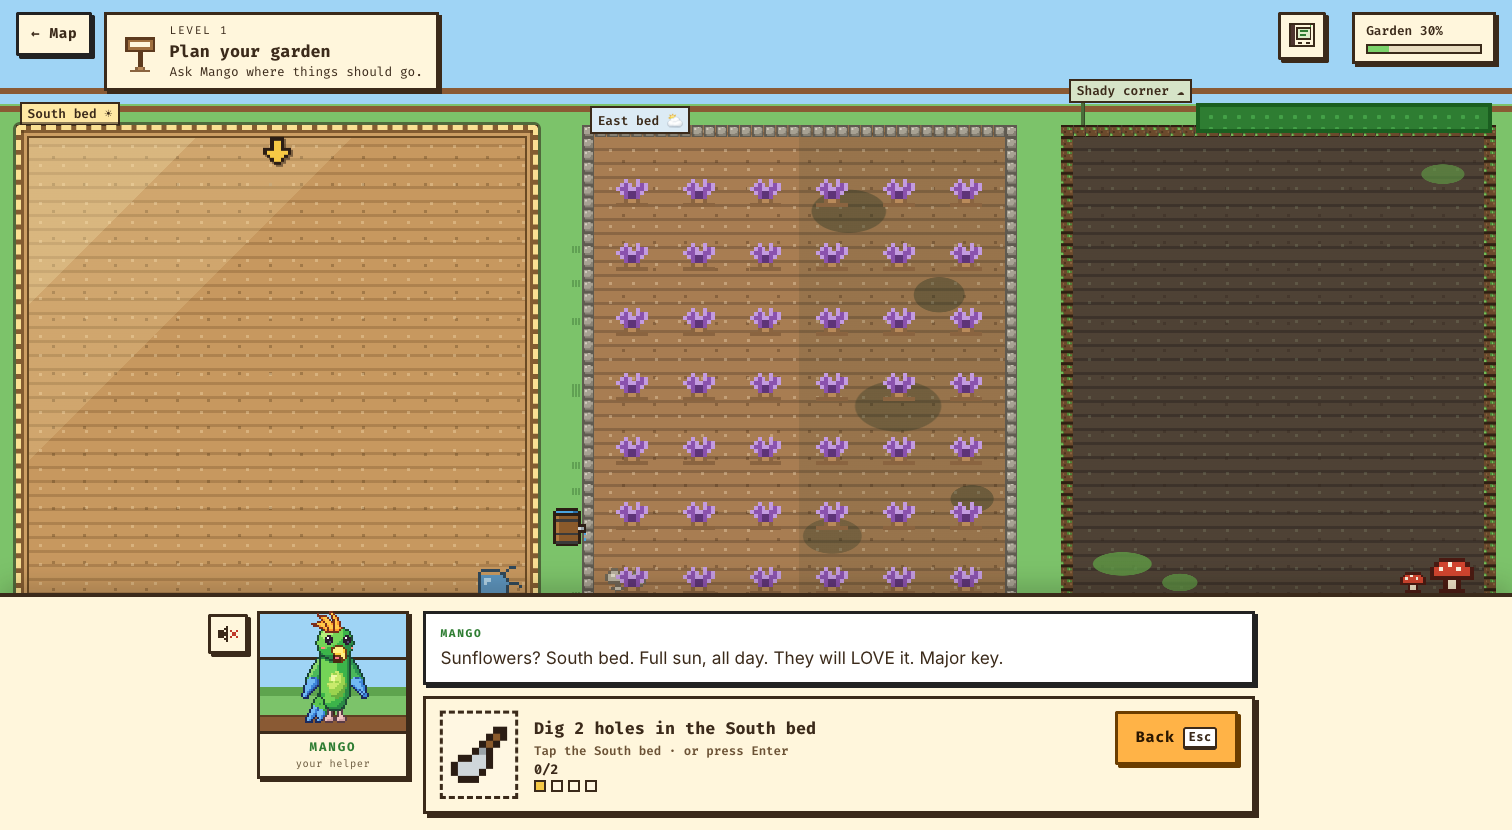 ← Map
LEVEL 1
Plan your garden
Ask Mango where things should go.
Garden 30%
Shady corner ☁
South bed ☀
East bed ⛅
MANGO
Sunflowers? South bed. Full sun, all day. They will LOVE it. Major key.
MANGO
your helper
Dig 2 holes in the South bed
Tap the South bed · or press Enter
0/2
Back Esc